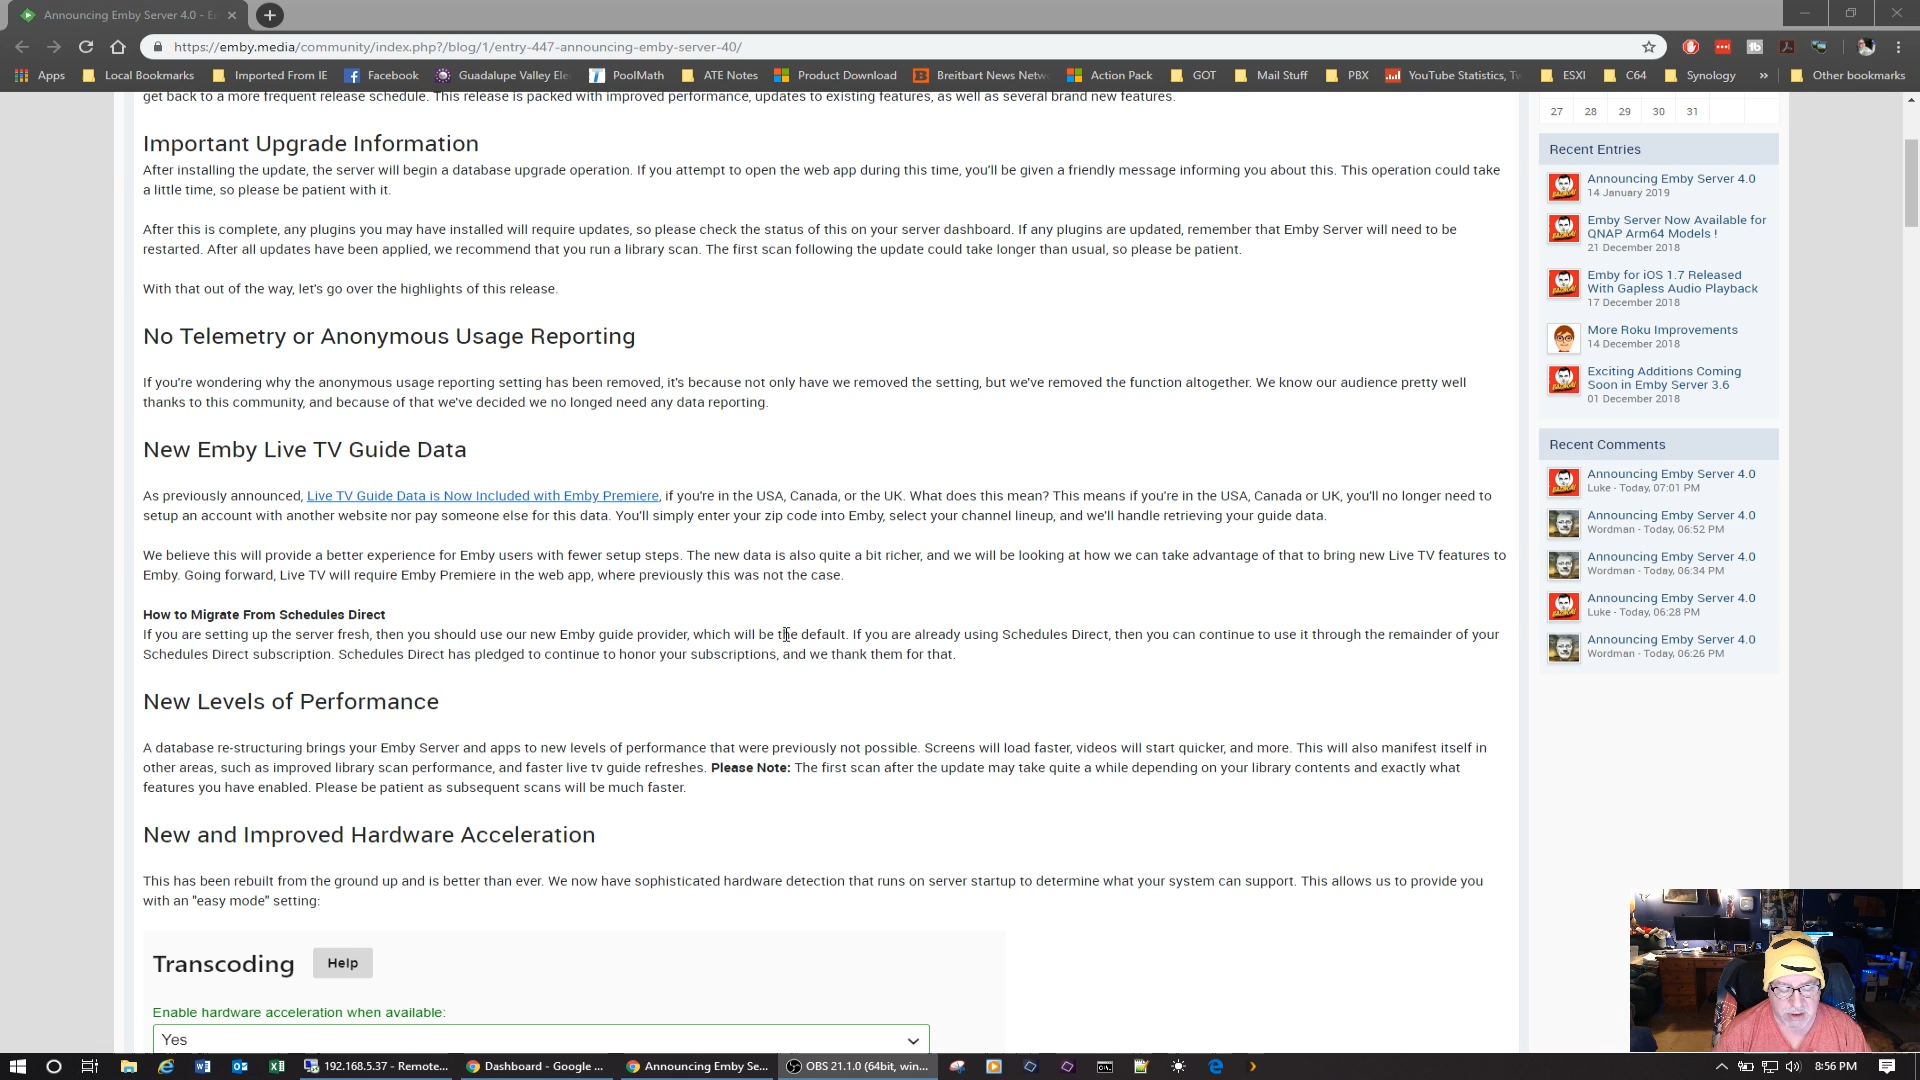 Announcing Emby Server 4.0 - E
https://emby.media/community/index.php?/blog/1/entry-447-announcing-emby-server-40/
Apps Local Bookmarks Imported From IE Facebook Guadalupe Valley Ele PoolMath ATE Notes Product Download Breitbart News Netw Action Pack GOT Mail Stuff PBX YouTube Statistics, Tw ESXI C64 Synology » Other bookmarks
get back to a more frequent release schedule. This release is packed with improved performance, updates to existing features, as well as several brand new features.
Important Upgrade Information
After installing the update, the server will begin a database upgrade operation. If you attempt to open the web app during this time, you'll be given a friendly message informing you about this. This operation could take
a little time, so please be patient with it.
After this is complete, any plugins you may have installed will require updates, so please check the status of this on your server dashboard. If any plugins are updated, remember that Emby Server will need to be
restarted. After all updates have been applied, we recommend that you run a library scan. The first scan following the update could take longer than usual, so please be patient.
With that out of the way, let's go over the highlights of this release.
No Telemetry or Anonymous Usage Reporting
If you're wondering why the anonymous usage reporting setting has been removed, it's because not only have we removed the setting, but we've removed the function altogether. We know our audience pretty well
thanks to this community, and because of that we've decided we no longed need any data reporting.
New Emby Live TV Guide Data
As previously announced, Live TV Guide Data is Now Included with Emby Premiere, if you're in the USA, Canada, or the UK. What does this mean? This means if you're in the USA, Canada or UK, you'll no longer need to
setup an account with another website nor pay someone else for this data. You'll simply enter your zip code into Emby, select your channel lineup, and we'll handle retrieving your guide data.
We believe this will provide a better experience for Emby users with fewer setup steps. The new data is also quite a bit richer, and we will be looking at how we can take advantage of that to bring new Live TV features to
Emby. Going forward, Live TV will require Emby Premiere in the web app, where previously this was not the case.
How to Migrate From Schedules Direct
If you are setting up the server fresh, then you should use our new Emby guide provider, which will be the default. If you are already using Schedules Direct, then you can continue to use it through the remainder of your
Schedules Direct subscription. Schedules Direct has pledged to continue to honor your subscriptions, and we thank them for that.
New Levels of Performance
A database re-structuring brings your Emby Server and apps to new levels of performance that were previously not possible. Screens will load faster, videos will start quicker, and more. This will also manifest itself in
other areas, such as improved library scan performance, and faster live tv guide refreshes. Please Note: The first scan after the update may take quite a while depending on your library contents and exactly what
features you have enabled. Please be patient as subsequent scans will be much faster.
New and Improved Hardware Acceleration
This has been rebuilt from the ground up and is better than ever. We now have sophisticated hardware detection that runs on server startup to determine what your system can support. This allows us to provide you
with an "easy mode" setting:
Transcoding Help
Enable hardware acceleration when available:
Yes
27 28 29 30 31
Recent Entries
Announcing Emby Server 4.0
14 January 2019
Emby Server Now Available for
QNAP Arm64 Models !
21 December 2018
Emby for iOS 1.7 Released
With Gapless Audio Playback
17 December 2018
More Roku Improvements
14 December 2018
Exciting Additions Coming
Soon in Emby Server 3.6
01 December 2018
Recent Comments
Announcing Emby Server 4.0
Luke - Today, 07:01 PM
Announcing Emby Server 4.0
Wordman - Today, 06:52 PM
Announcing Emby Server 4.0
Wordman - Today, 06:34 PM
Announcing Emby Server 4.0
Luke - Today, 06:28 PM
Announcing Emby Server 4.0
Wordman - Today, 06:26 PM
192.168.5.37 - Remote... Dashboard - Google ... Announcing Emby Se... OBS 21.1.0 (64bit, win... 8:56 PM